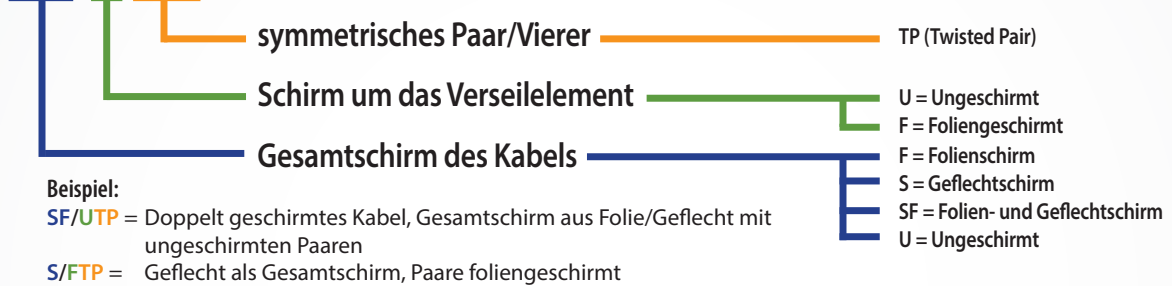 symmetrisches Paar/Vierer TP (Twisted Pair)
Schirm um das Verseilelement U = Ungeschirmt
F = Foliengeschirmt
Gesamtschirm des Kabels F = Folienschirm
S = Geflechtschirm
SF = Folien- und Geflechtschirm
U = Ungeschirmt
Beispiel:
SF/UTP = Doppelt geschirmtes Kabel, Gesamtschirm aus Folie/Geflecht mit
ungeschirmten Paaren
S/FTP = Geflecht als Gesamtschirm, Paare foliengeschirmt